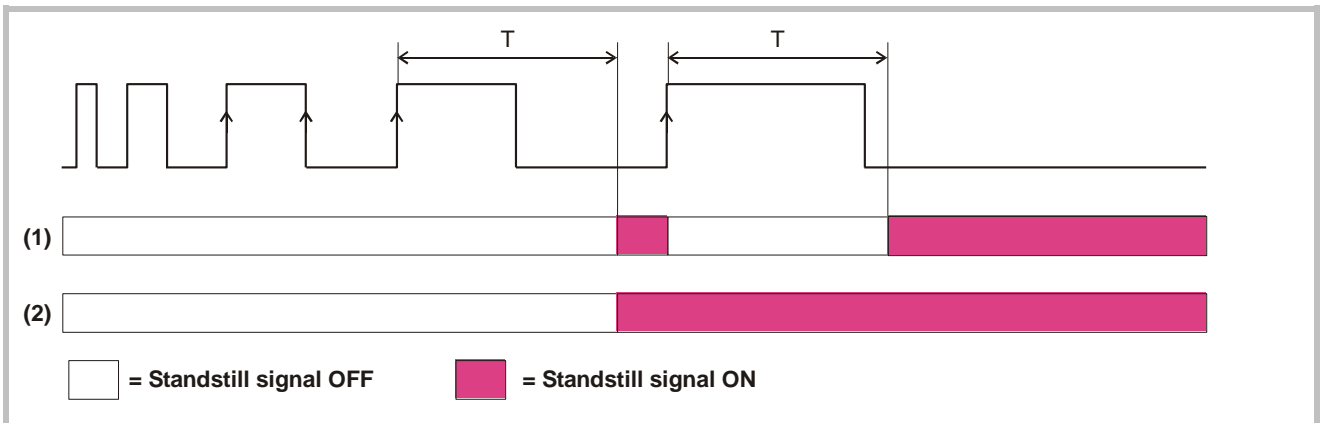 T T
(1)
(2)
= Standstill signal OFF = Standstill signal ON